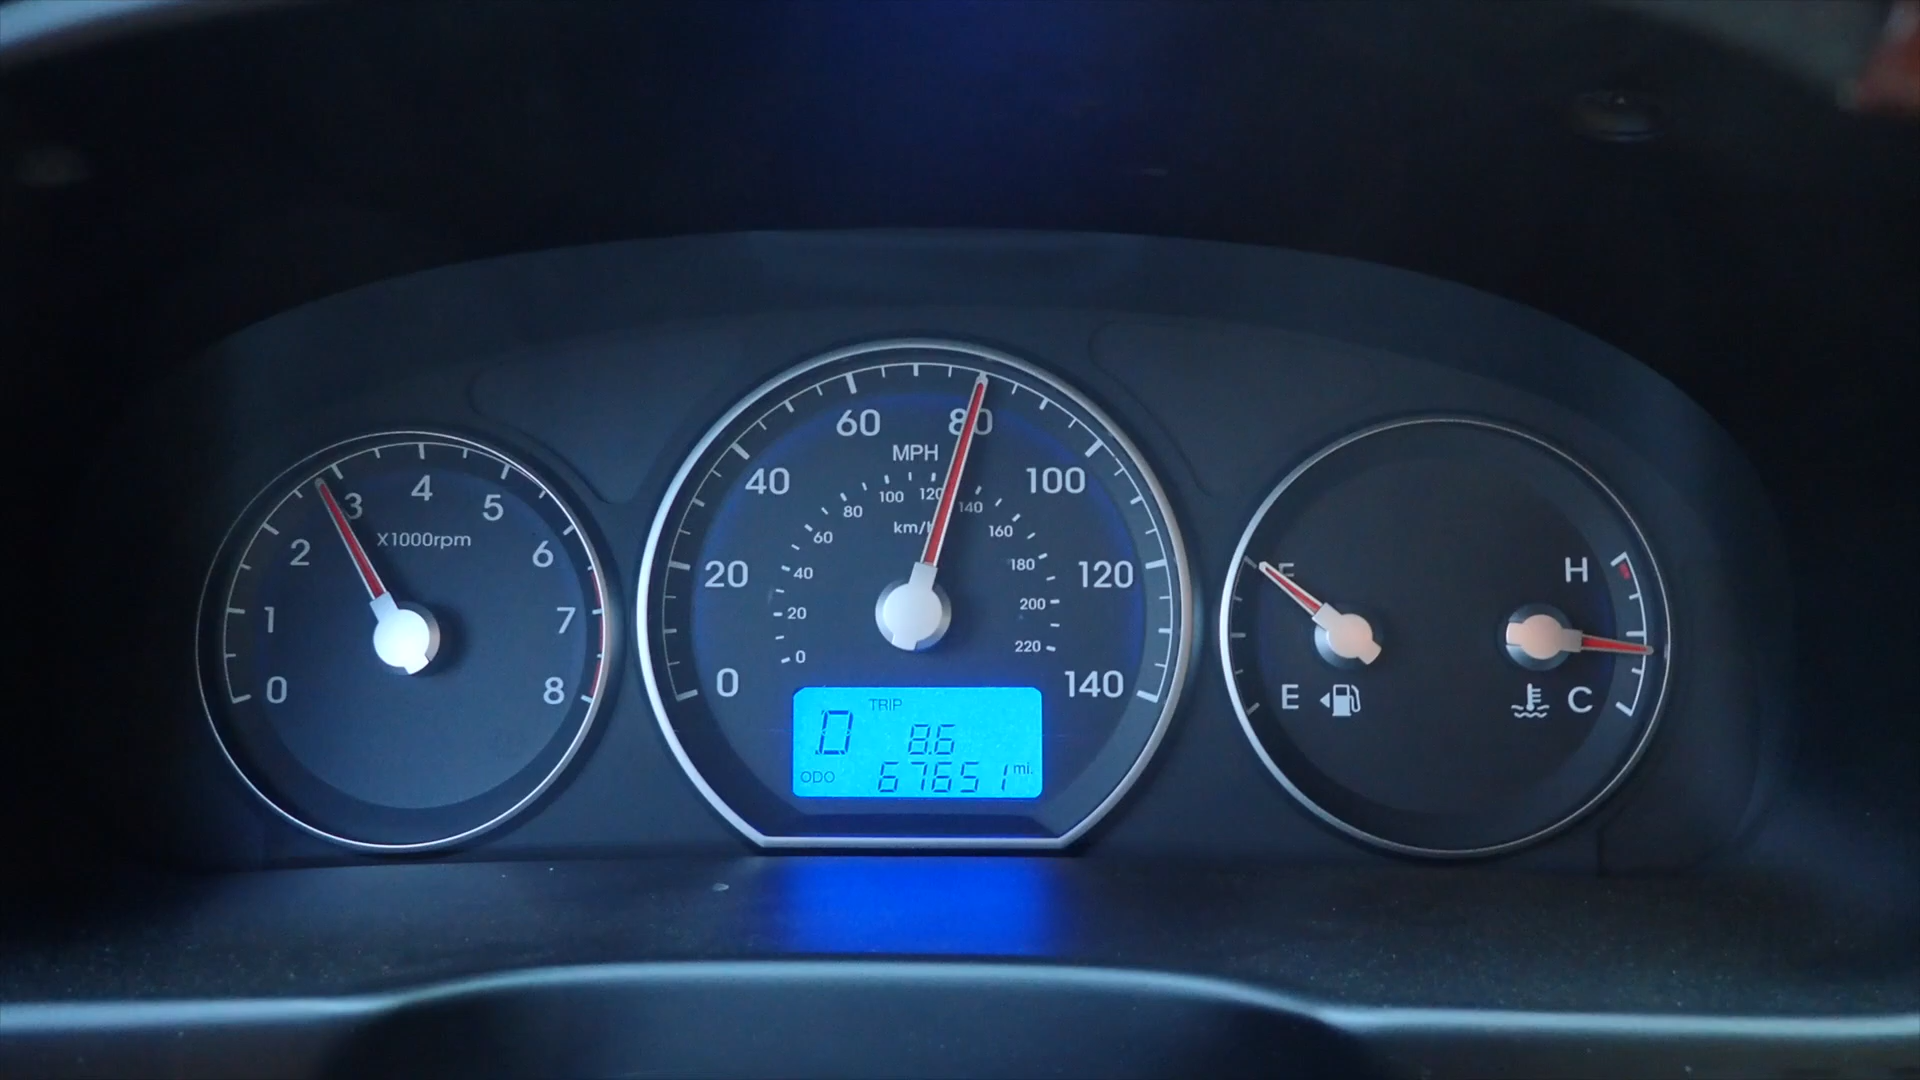 0 1 2 3 4 5 6 7 8
X1000rpm
0 20 40 60 80 100 120 140
MPH
0 20 40 60 80 100 120 140 160 180 200 220
km/h
TRIP
D 8.6
ODO 67651 mi.
F
E
H
C